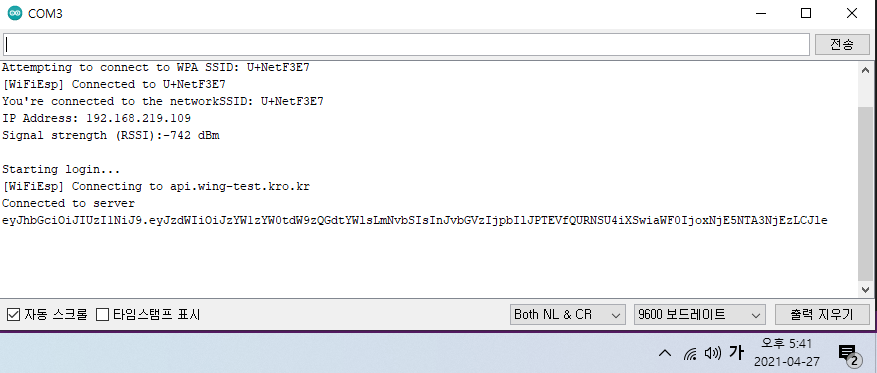 COM3
전송
Attempting to connect to WPA SSID: U+NetF3E7
[WiFiEsp] Connected to U+NetF3E7
You're connected to the networkSSID: U+NetF3E7
IP Address: 192.168.219.109
Signal strength (RSSI):-742 dBm
Starting login...
[WiFiEsp] Connecting to api.wing-test.kro.kr
Connected to server
eyJhbGciOiJIUzI1NiJ9.eyJzdWIiOiJzYW1zYW0tdW9zQGdtYWlsLmNvbSIsInJvbGVzIjpbIlJPTEVfQURNSU4iXSwiaWF0IjoxNjE5NTA3NjEzLCJle
자동 스크롤 타임스탬프 표시 Both NL & CR 9600 보드레이트 출력 지우기
가 오후 5:41
2021-04-27
2